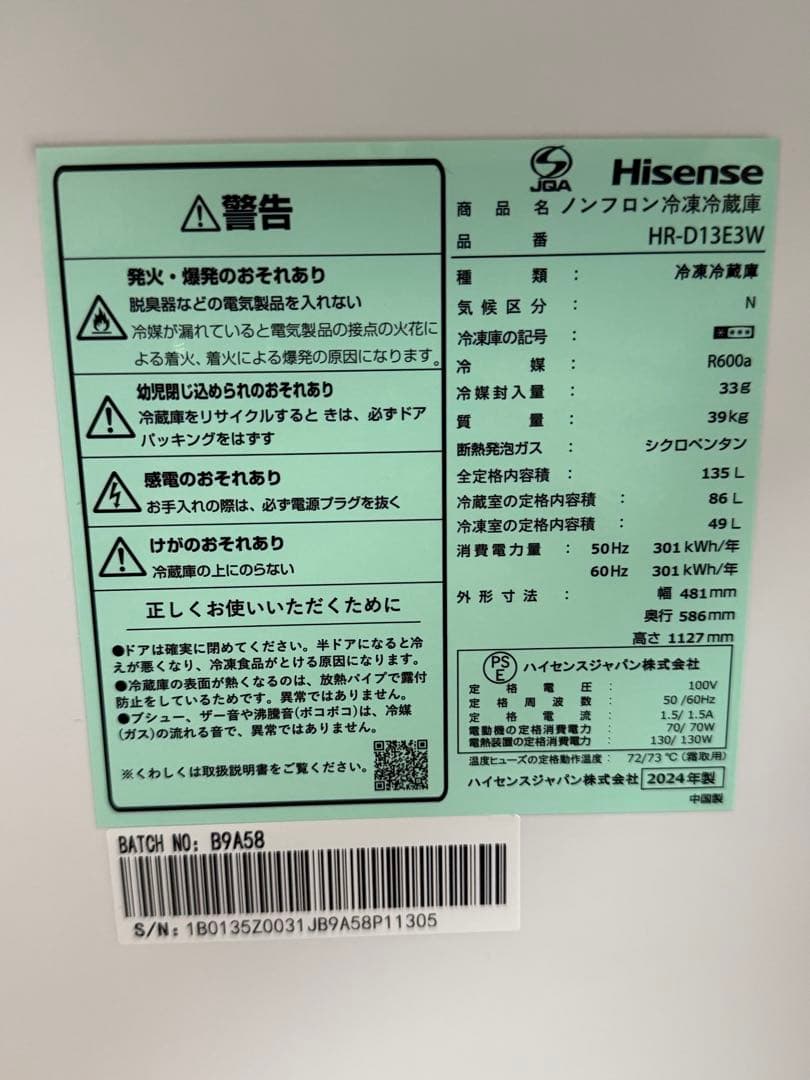 警告
発火・爆発のおそれあり
脱臭器などの電気製品を入れない
冷媒が漏れていると電気製品の接点の火花に
よる着火、着火による爆発の原因になります。
幼児閉じ込められのおそれあり
冷蔵庫をリサイクルするとき は、必ずドア
パッキングをはずす
感電のおそれあり
お手入れの際は、必ず電源プラグを抜く
けがのおそれあり
冷蔵庫の上にのらない
正しくお使いいただくために
●ドアは確実に閉めてください。半ドアになると冷
えが悪くなり、冷凍食品がとける原因になります。
●冷蔵庫の表面が熱くなるのは、放熱パイプで露付
防止をしているためです。異常ではありません。
●ブシュー、ザー音や沸騰音(ボコボコ)は、冷媒
(ガス)の流れる音で、異常ではありません。
※くわしくは取扱説明書をご覧ください。
JQA Hisense
商品名 ノンフロン冷凍冷蔵庫
品番 HR-D13E3W
種類 : 冷凍冷蔵庫
気候区分 : N
冷凍庫の記号 :
冷媒 : R600a
冷媒封入量 : 33g
質量 : 39kg
断熱発泡ガス : シクロペンタン
全定格内容積 : 135 L
冷蔵室の定格内容積 : 86 L
冷凍室の定格内容積 : 49 L
消費電力量 : 50Hz 301 kWh/年
60Hz 301 kWh/年
外形寸法 : 幅 481mm
奥行 586mm
高さ 1127mm
PS
E ハイセンスジャパン株式会社
定格電圧 : 100V
定格周波数 : 50 /60Hz
定格電流 : 1.5/ 1.5A
電動機の定格消費電力 : 70/ 70W
電熱装置の定格消費電力 : 130/ 130W
温度ヒューズの定格動作温度 : 72/73 ℃ (霜取用)
ハイセンスジャパン株式会社 2024年製
中国製
BATCH NO: B9A58
S/N: 1B0135Z0031JB9A58P11305